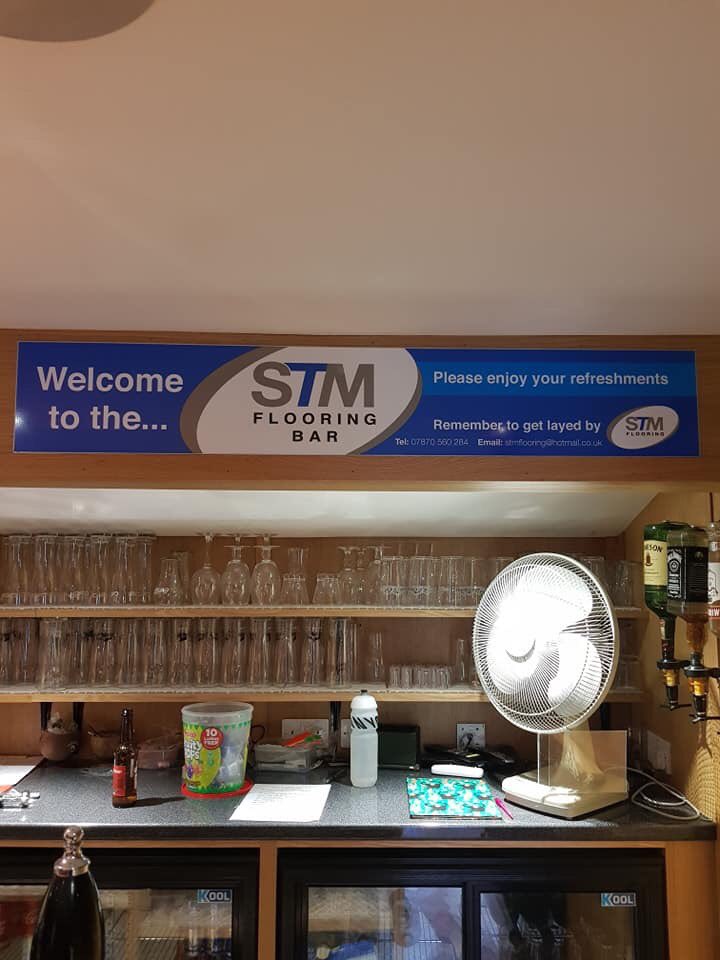 Welcome
to the...
STM
FLOORING
BAR
Please enjoy your refreshments
Remember to get layed by
STM
FLOORING
Tel: 07870 560 284 Email: stmflooring@hotmail.co.uk
10
FREE
KOOL
KOOL